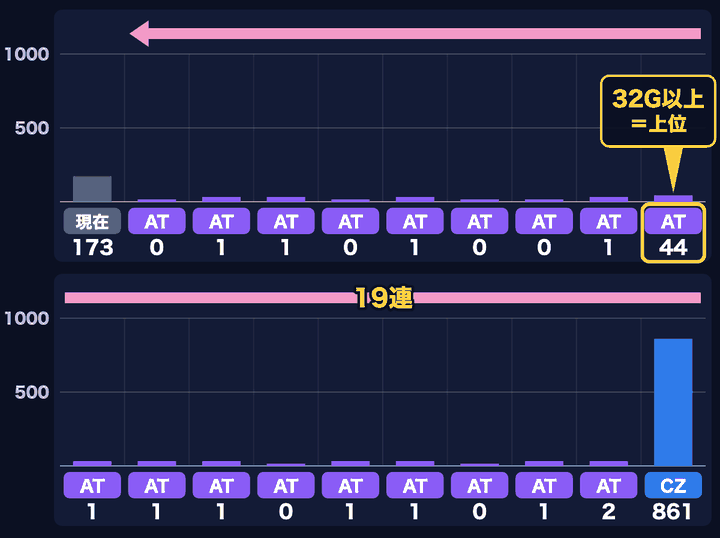 1000
500
32G以上
=上位
現在 AT AT AT AT AT AT AT AT AT
173 0 1 1 0 1 0 0 1 44
19連
1000
500
AT AT AT AT AT AT AT AT AT CZ
1 1 1 0 1 1 0 1 2 861